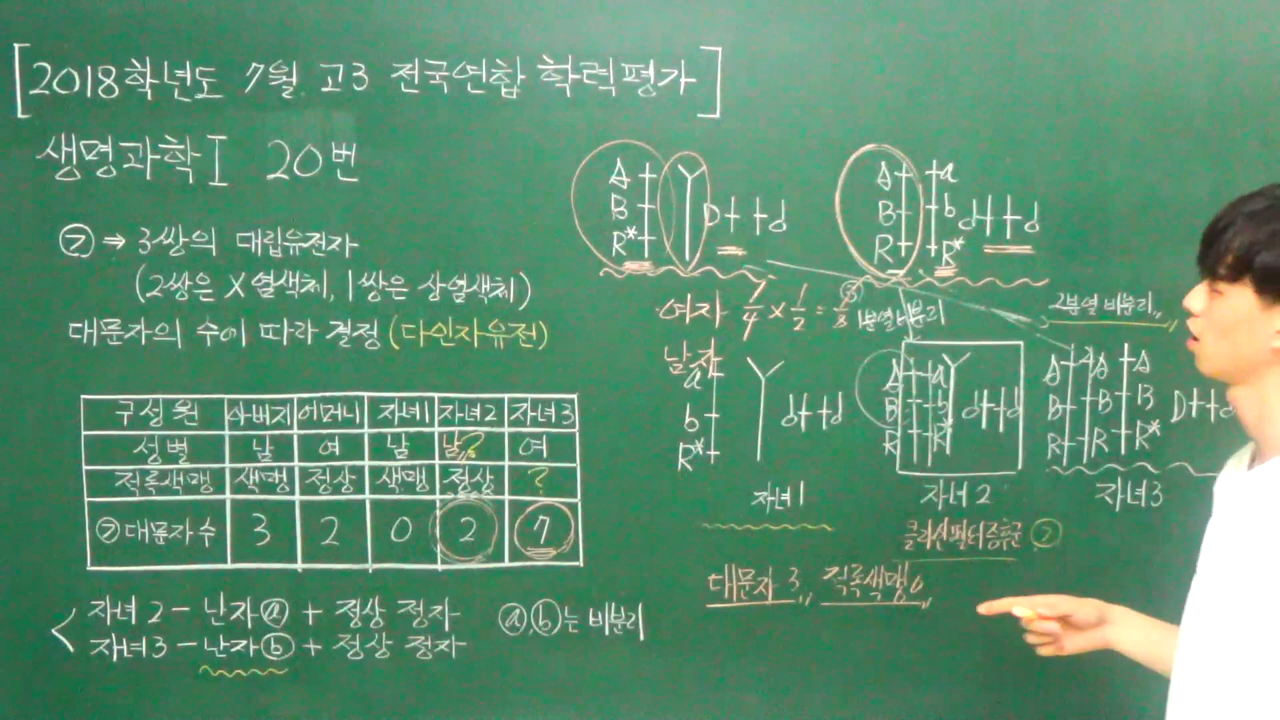 [2018학년도 7월 고3 전국연합 학력평가]
생명과학I 20번
㉠ ⇒ 3쌍의 대립유전자
(2쌍은 X염색체, 1쌍은 상염색체)
대문자의 수에 따라 결정 (다인자유전)
구성원 아버지 어머니 자녀1 자녀2 자녀3
성별 남 여 남 남? 여
적록색맹 색맹 정상 색맹 정상 ?
㉠대문자수 3 2 0 2 7
자녀 2 - 난자ⓐ + 정상 정자
자녀 3 - 난자ⓑ + 정상 정자
ⓐ,ⓑ는 비분리
A Y
B D d
R*
A a
B b d d
R R*
여자 1/4 × 1/2 = 1/8
남자
1분열 비분리
2분열 비분리
a Y
b d d
R*
자녀 1
A a Y
B b d d
R R*
자녀 2
A A A
B B B D d
R R R*
자녀 3
클라인펠터증후군
대문자 3, 적록색맹